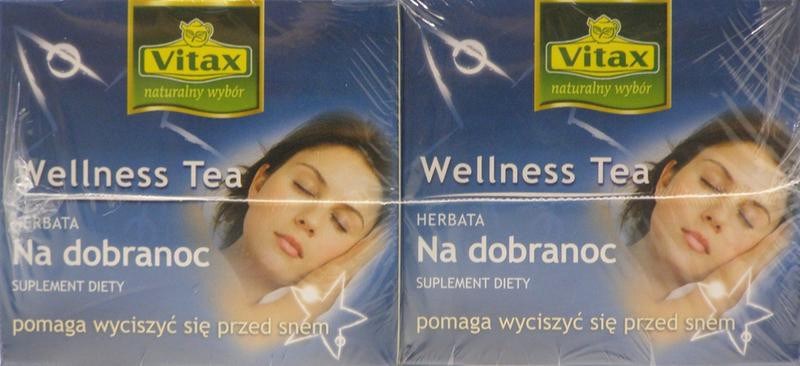 Vitax
naturalny wybór
Wellness Tea
HERBATA
Na dobranoc
SUPLEMENT DIETY
pomaga wyciszyć się przed snem
Vitax
naturalny wybór
Wellness Tea
HERBATA
Na dobranoc
SUPLEMENT DIETY
pomaga wyciszyć się przed snem